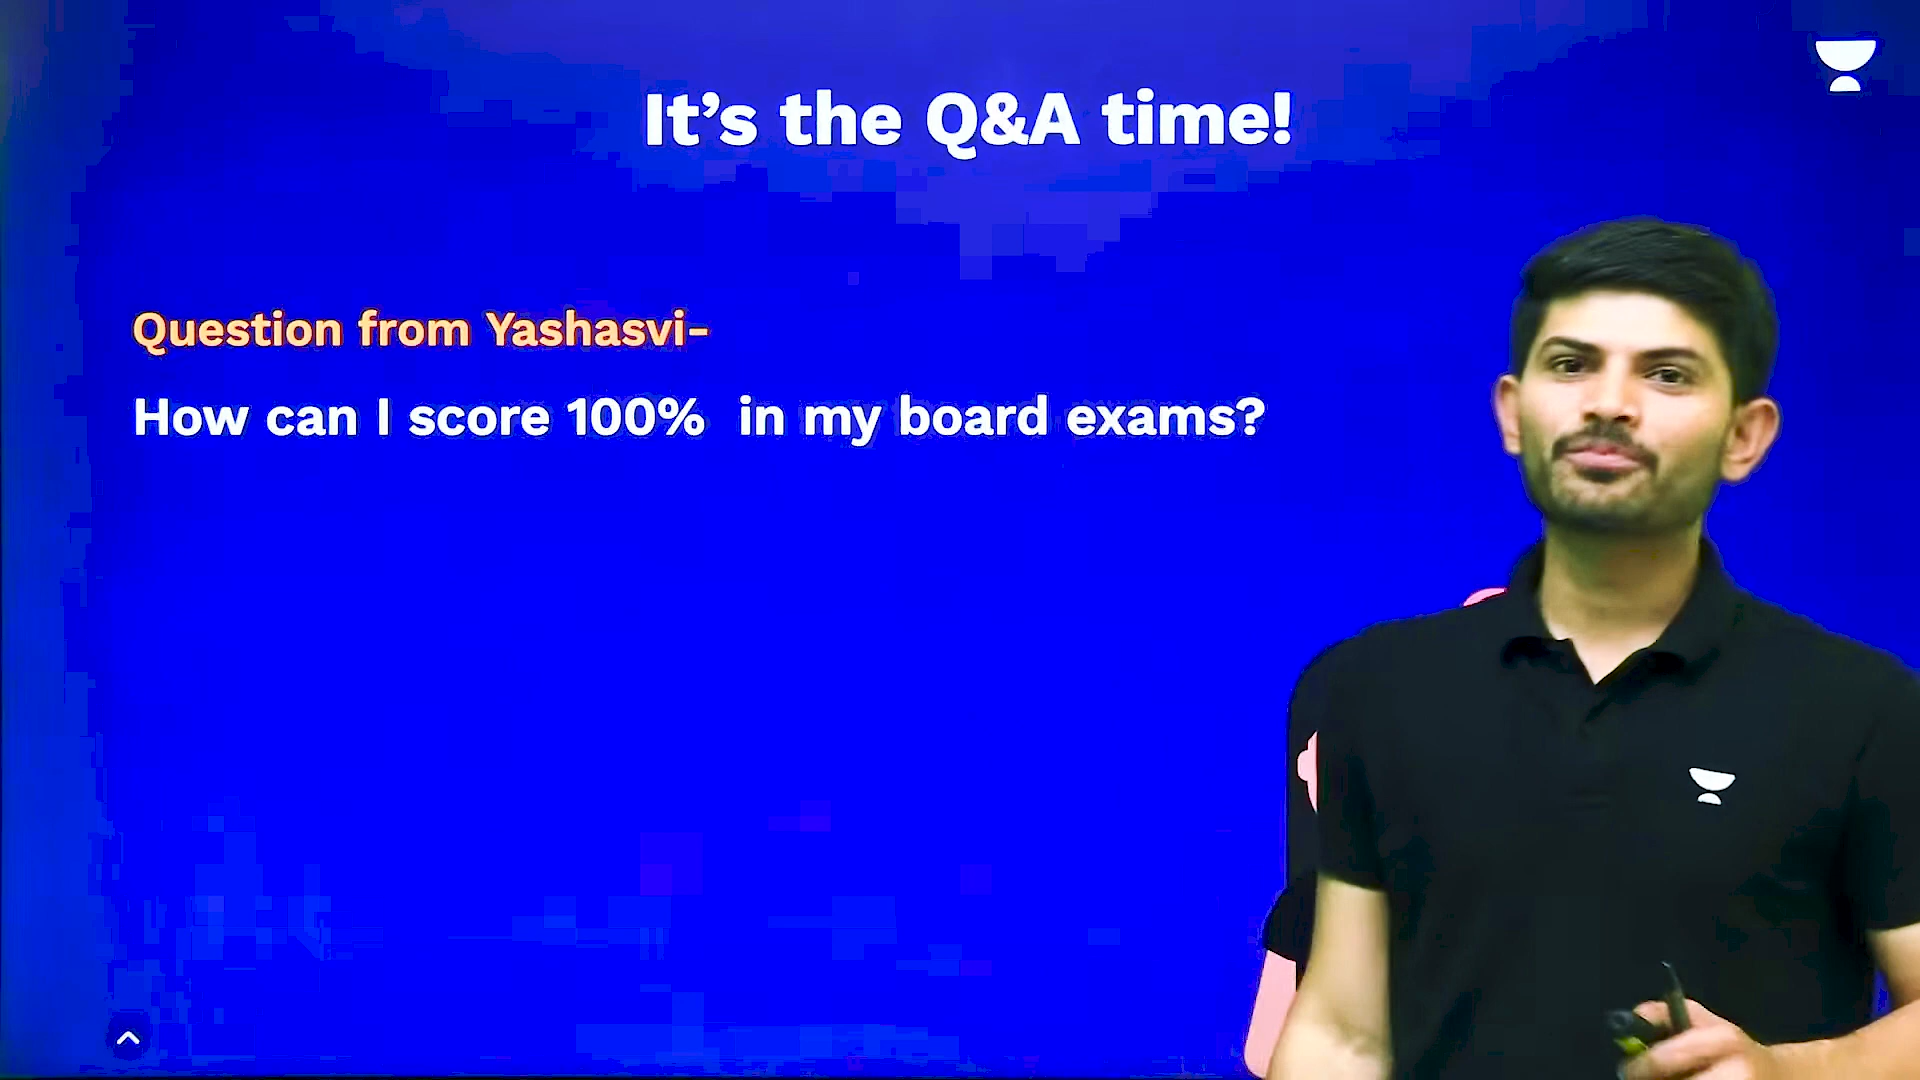 It's the Q&A time!
Question from Yashasvi-
How can I score 100% in my board exams?